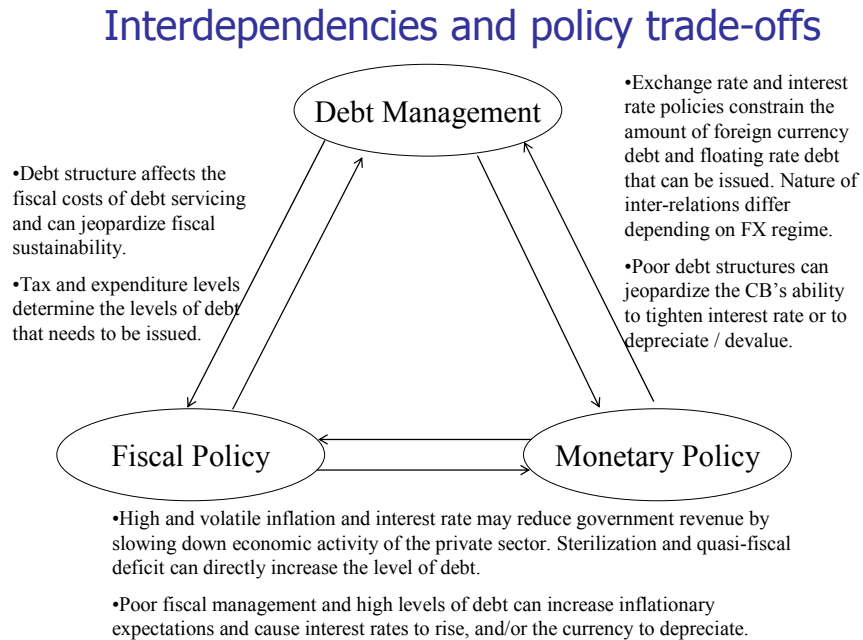 Interdependencies and policy trade-offs
Debt Management
•Exchange rate and interest
rate policies constrain the
amount of foreign currency
debt and floating rate debt
that can be issued. Nature of
inter-relations differ
depending on FX regime.
•Poor debt structures can
jeopardize the CB’s ability
to tighten interest rate or to
depreciate / devalue.
•Debt structure affects the
fiscal costs of debt servicing
and can jeopardize fiscal
sustainability.
•Tax and expenditure levels
determine the levels of debt
that needs to be issued.
Fiscal Policy
Monetary Policy
•High and volatile inflation and interest rate may reduce government revenue by
slowing down economic activity of the private sector. Sterilization and quasi-fiscal
deficit can directly increase the level of debt.
•Poor fiscal management and high levels of debt can increase inflationary
expectations and cause interest rates to rise, and/or the currency to depreciate.